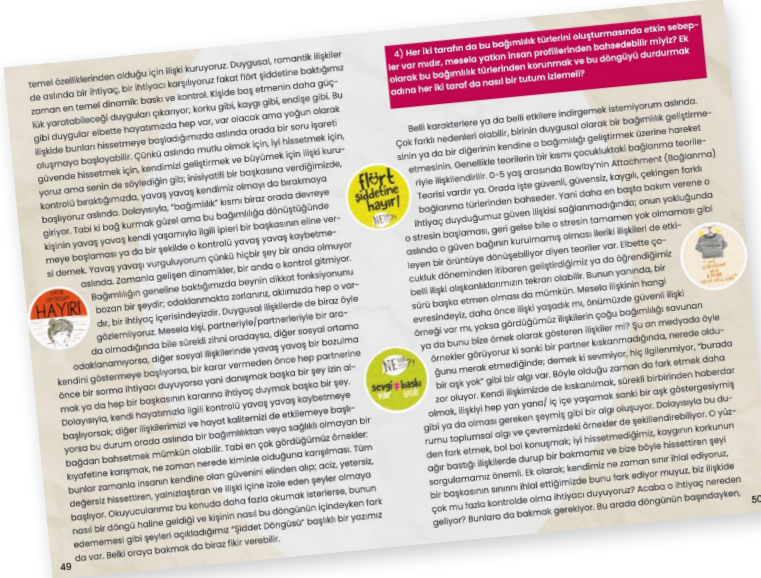 temel özelliklerinden olduğu için ilişki kuruyoruz. Duygusal, romantik ilişkiler
de aslında bir ihtiyaç, bir ihtiyacı karşılıyoruz fakat flört şiddetine baktığımız
zaman en temel dinamik: baskı ve kontrol. Kişide baş etmenin daha güç-
lük yaratabileceği duyguları çıkarıyor; korku gibi, kaygı gibi, endişe gibi. Bu
gibi duygular elbette hayatımızda hep var, var olacak ama yoğun olarak
ilişkide bunları hissetmeye başladığımızda aslında orada bir soru işareti
oluşmaya başlayabilir. Çünkü aslında mutlu olmak için, iyi hissetmek için,
güvende hissetmek için, kendimizi geliştirmek ve büyümek için ilişki kuru-
yoruz ama senin de söylediğin gibi; inisiyatifi bir başkasına verdiğimizde,
kontrolü bıraktığımızda, yavaş yavaş kendimiz olmayı da bırakmaya
başlıyoruz aslında. Dolayısıyla, "bağımlılık" kısmı biraz orada devreye
giriyor. Tabi ki bağ kurmak güzel ama bu bağımlılığa dönüştüğünde
kişinin yavaş yavaş kendi yaşamıyla ilgili ipleri bir başkasının eline ver-
meye başlaması ya da bir şekilde o kontrolü yavaş yavaş kaybetme-
si demek. Yavaş yavaşı vurguluyorum çünkü hiçbir şey bir anda olmuyor
aslında. Zamanla gelişen dinamikler, bir anda o kontrol gitmiyor.
Bağımlılığın geneline baktığımızda beynin dikkat fonksiyonunu
bozan bir şeydir; odaklanmakta zorlanırız, aklımızda hep o var-
dır, bir ihtiyaç içerisindeyizdir. Duygusal ilişkilerde de biraz öyle
gözlemliyoruz. Mesela kişi, partneriyle/partnerleriyle bir ara-
da olmadığında bile sürekli zihni oradaysa, diğer sosyal ortama
odaklanamıyorsa, diğer sosyal ilişkilerinde yavaş yavaş bir bozulma
kendini göstermeye başlıyorsa, bir karar vermeden önce hep partnerine
önce bir sorma ihtiyacı duyuyorsa yani danışmak başka bir şey izin al-
mak ya da hep bir başkasının kararına ihtiyaç duymak başka bir şey.
Dolayısıyla, kendi hayatımızla ilgili kontrolü yavaş yavaş kaybetmeye
başlıyorsak; diğer ilişkilerimizi ve hayat kalitemizi de etkilemeye başlı-
yorsa bu durum orada aslında bir bağımlılıktan veya sağlıklı olmayan bir
bağdan bahsetmek mümkün olabilir. Tabi en çok gördüğümüz örnekler:
kıyafetine karışmak, ne zaman nerede kiminle olduğuna karışılması. Tüm
bunlar zamanla insanın kendine olan güvenini elinden alıp; aciz, yetersiz,
değersiz hissettiren, yalnızlaştıran ve ilişki içine izole eden şeyler olmaya
başlıyor. Okuyucularımız bu konuda daha fazla okumak isterlerse, bunun
nasıl bir döngü haline geldiği ve kişinin nasıl bu döngünün içindeyken fark
edememesi gibi şeyleri açıkladığımız "Şiddet Döngüsü" başlıklı bir yazımız
da var. Belki oraya bakmak da biraz fikir verebilir.
49
HAYIR!
4) Her iki tarafın da bu bağımlılık türlerini oluşturmasında etkin sebep-
ler var mıdır, mesela yatkın insan profillerinden bahsedebilir miyiz? Ek
olarak bu bağımlılık türlerinden korunmak ve bu döngüyü durdurmak
adına her iki taraf da nasıl bir tutum izlemeli?
Belli karakterlere ya da belli etkilere indirgemek istemiyorum aslında.
Çok farklı nedenleri olabilir, birinin duygusal olarak bir bağımlılık geliştirme-
sinin ya da bir diğerinin kendine o bağımlılığı geliştirmek üzerine hareket
etmesinin. Genellikle teorilerin bir kısmı çocukluktaki bağlanma teorile-
riyle ilişkilendirilir. 0-5 yaş arasında Bowlby'nin Attachment (Bağlanma)
Teorisi vardır ya. Orada işte güvenli, güvensiz, kaygılı, çekingen farklı
bağlanma türlerinden bahseder. Yani daha en başta bakım verene o
ihtiyaç duyduğumuz güven ilişkisi sağlanmadığında; onun yokluğunda
o stresin başlaması, geri gelse bile o stresin tamamen yok olmaması gibi
aslında o güven bağının kurulmamış olması ileriki ilişkileri de etki-
leyen bir örüntüye dönüşebiliyor diyen teoriler var. Elbette ço-
cukluk döneminden itibaren geliştirdiğimiz ya da öğrendiğimiz
belli ilişki alışkanlıklarımızın tekrarı olabilir. Bunun yanında, bir
sürü başka etmen olması da mümkün. Mesela ilişkinin hangi
evresindeyiz, daha önce ilişki yaşadık mı, önümüzde güvenli ilişki
örneği var mı, yoksa gördüğümüz ilişkilerin çoğu bağımlılığı savunan
ya da bunu bize örnek olarak gösteren ilişkiler mi? Şu an medyada öyle
örnekler görüyoruz ki sanki bir partner kıskanmadığında, nerede oldu-
ğunu merak etmediğinde; demek ki sevmiyor, hiç ilgilenmiyor, "burada
bir aşk yok" gibi bir algı var. Böyle olduğu zaman da fark etmek daha
zor oluyor. Kendi ilişkimizde de kıskanılmak, sürekli birbirinden haberdar
olmak, ilişkiyi hep yan yana/ iç içe yaşamak sanki bir aşk göstergesiymiş
gibi ya da olması gereken şeymiş gibi bir algı oluşuyor. Dolayısıyla bu du-
rumu toplumsal algı ve çevremizdeki örnekler de şekillendirebiliyor. O yüz-
den fark etmek, bol bol konuşmak; iyi hissetmediğimiz, kaygının korkunun
ağır bastığı ilişkilerde durup bir bakmamız ve bize böyle hissettiren şeyi
sorgulamamız önemli. Ek olarak; kendimiz ne zaman sınır ihlal ediyoruz,
bir başkasının sınırını ihlal ettiğimizde bunu fark ediyor muyuz, biz ilişkide
çok mu fazla kontrolde olma ihtiyacı duyuyoruz? Acaba o ihtiyaç nereden
geliyor? Bunlara da bakmak gerekiyor. Bu arada döngünün başındayken,
50
flört
şiddetine
hayır!
sevgi ≠ baskı